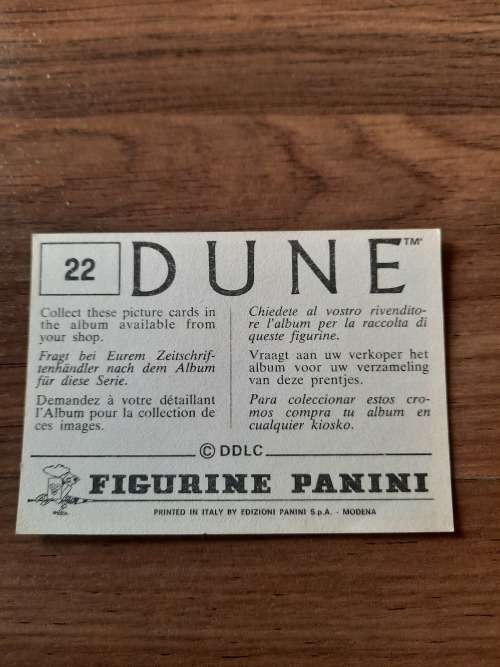 22
DUNE™
Collect these picture cards in
the album available from
your shop.
Fragt bei Eurem Zeitschrif-
tenhändler nach dem Album
für diese Serie.
Demandez à votre détaillant
l'Album pour la collection de
ces images.
Chiedete al vostro rivendito-
re l'album per la raccolta di
queste figurine.
Vraagt aan uw verkoper het
album voor uw verzameling
van deze prentjes.
Para coleccionar estos cro-
mos compra tu album en
cualquier kiosko.
© DDLC
FIGURINE PANINI
PRINTED IN ITALY BY EDIZIONI PANINI S.p.A. - MODENA